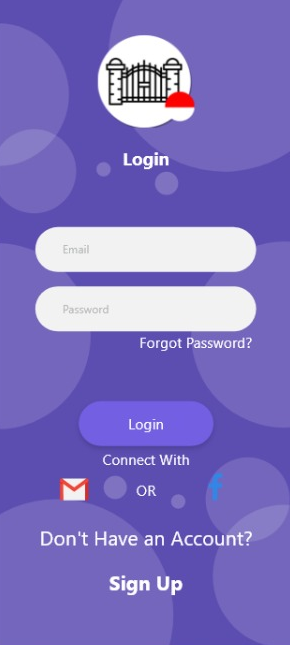 Login
Email
Password
Forgot Password?
Login
Connect With
OR
Don't Have an Account?
Sign Up